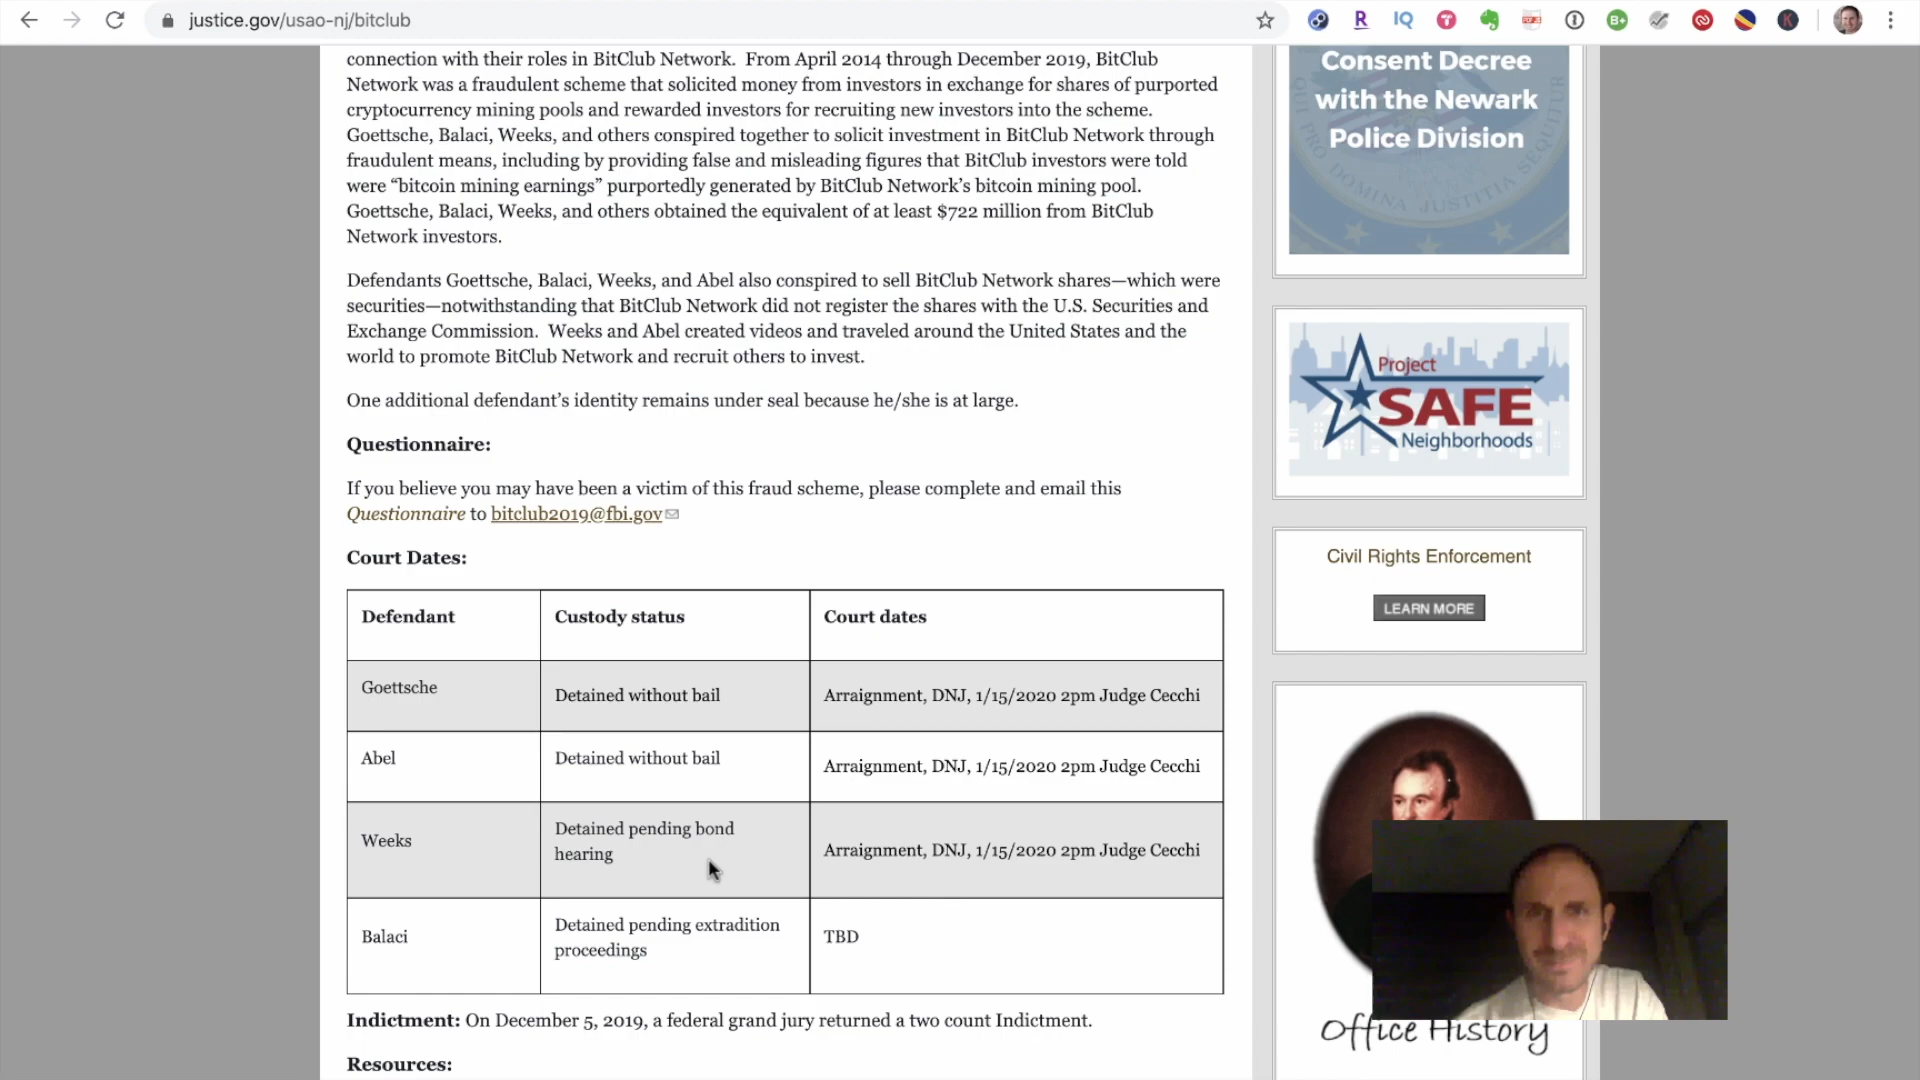 justice.gov/usao-nj/bitclub
connection with their roles in BitClub Network.  From April 2014 through December 2019, BitClub
Network was a fraudulent scheme that solicited money from investors in exchange for shares of purported
cryptocurrency mining pools and rewarded investors for recruiting new investors into the scheme.
Goettsche, Balaci, Weeks, and others conspired together to solicit investment in BitClub Network through
fraudulent means, including by providing false and misleading figures that BitClub investors were told
were “bitcoin mining earnings” purportedly generated by BitClub Network’s bitcoin mining pool.
Goettsche, Balaci, Weeks, and others obtained the equivalent of at least $722 million from BitClub
Network investors.
Defendants Goettsche, Balaci, Weeks, and Abel also conspired to sell BitClub Network shares—which were
securities—notwithstanding that BitClub Network did not register the shares with the U.S. Securities and
Exchange Commission.  Weeks and Abel created videos and traveled around the United States and the
world to promote BitClub Network and recruit others to invest.
One additional defendant’s identity remains under seal because he/she is at large.
Questionnaire:
If you believe you may have been a victim of this fraud scheme, please complete and email this
Questionnaire to bitclub2019@fbi.gov
Court Dates:
Defendant Custody status Court dates
Goettsche Detained without bail Arraignment, DNJ, 1/15/2020 2pm Judge Cecchi
Abel Detained without bail Arraignment, DNJ, 1/15/2020 2pm Judge Cecchi
Weeks Detained pending bond
hearing Arraignment, DNJ, 1/15/2020 2pm Judge Cecchi
Balaci Detained pending extradition
proceedings TBD
Indictment: On December 5, 2019, a federal grand jury returned a two count Indictment.
Resources:
Consent Decree
with the Newark
Police Division
Project
SAFE
Neighborhoods
Civil Rights Enforcement
LEARN MORE
Office History